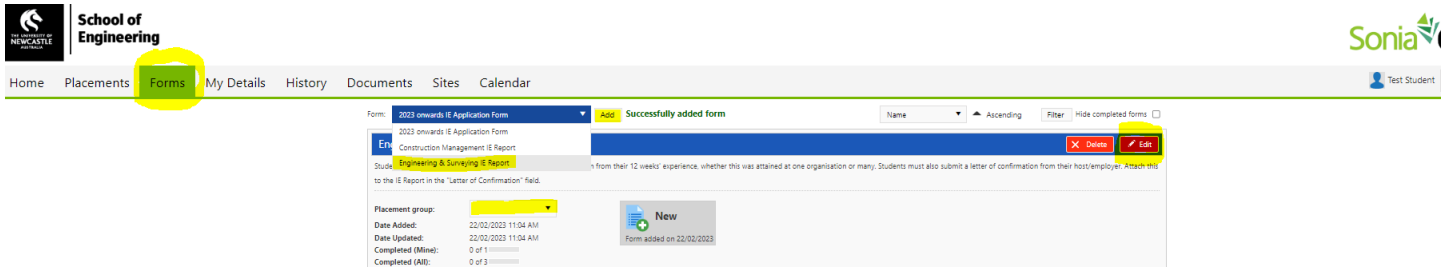 THE UNIVERSITY OF
NEWCASTLE
AUSTRALIA
School of
Engineering
Sonia
Home Placements Forms My Details History Documents Sites Calendar
Test Student
Form: 2023 onwards IE Application Form Add Successfully added form Name Ascending Filter Hide completed forms
2023 onwards IE Application Form
Construction Management IE Report
Engineering & Surveying IE Report
En
Delete Edit
Stude n from their 12 weeks' experience, whether this was attained at one organisation or many. Students must also submit a letter of confirmation from their host/employer. Attach this
to the IE Report in the "Letter of Confirmation" field.
Placement group:
Date Added: 22/02/2023 11:04 AM
Date Updated: 22/02/2023 11:04 AM
Completed (Mine): 0 of 1
Completed (All): 0 of 3
New
Form added on 22/02/2023